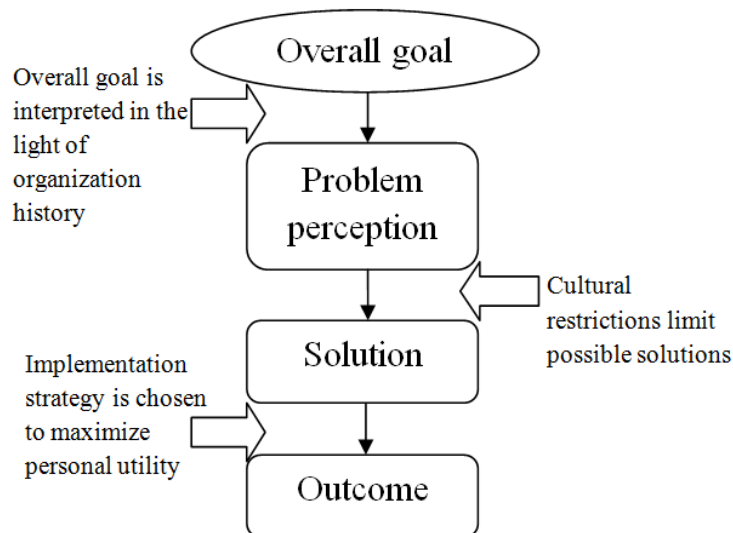 Overall goal
Overall goal is
interpreted in the
light of
organization
history
Problem
perception
Cultural
restrictions limit
possible solutions
Solution
Implementation
strategy is chosen
to maximize
personal utility
Outcome